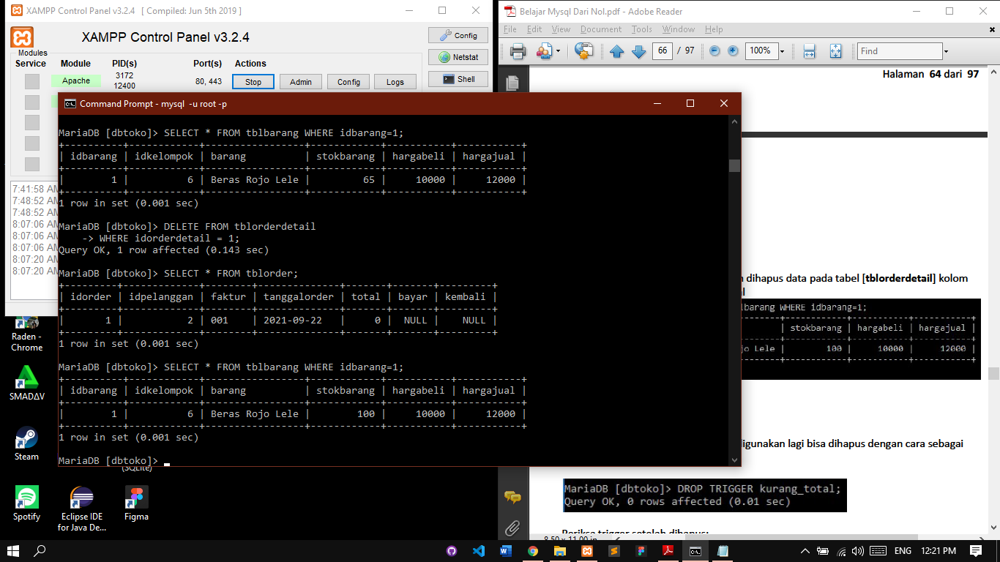 XAMPP Control Panel v3.2.4 [ Compiled: Jun 5th 2019 ]
XAMPP Control Panel v3.2.4
Modules
Service Module PID(s) Port(s) Actions
Apache 3172 12400 80, 443 Stop Admin Config Logs
Config
Netstat
Shell
7:41:58 AM
7:48:52 AM
7:48:52 AM
8:07:06 AM
8:07:06 AM
8:07:06 AM
8:07:20 AM
8:07:20 AM
Belajar Mysql Dari Nol.pdf - Adobe Reader
File Edit View Document Tools Window Help
66 / 97 100% Find
Halaman 64 dari 97
Command Prompt - mysql -u root -p
MariaDB [dbtoko]> SELECT * FROM tblbarang WHERE idbarang=1;
+----------+------------+-----------------+------------+-----------+-----------+
| idbarang | idkelompok | barang          | stokbarang | hargabeli | hargajual |
+----------+------------+-----------------+------------+-----------+-----------+
|        1 |          6 | Beras Rojo Lele |         65 |     10000 |     12000 |
+----------+------------+-----------------+------------+-----------+-----------+
1 row in set (0.001 sec)
MariaDB [dbtoko]> DELETE FROM tblorderdetail
    -> WHERE idorderdetail = 1;
Query OK, 1 row affected (0.143 sec)
MariaDB [dbtoko]> SELECT * FROM tblorder;
+---------+-------------+--------+--------------+-------+-------+---------+
| idorder | idpelanggan | faktur | tanggalorder | total | bayar | kembali |
+---------+-------------+--------+--------------+-------+-------+---------+
|       1 |           2 | 001    | 2021-09-22   |     0 |  NULL |    NULL |
+---------+-------------+--------+--------------+-------+-------+---------+
1 row in set (0.001 sec)
MariaDB [dbtoko]> SELECT * FROM tblbarang WHERE idbarang=1;
+----------+------------+-----------------+------------+-----------+-----------+
| idbarang | idkelompok | barang          | stokbarang | hargabeli | hargajual |
+----------+------------+-----------------+------------+-----------+-----------+
|        1 |          6 | Beras Rojo Lele |        100 |     10000 |     12000 |
+----------+------------+-----------------+------------+-----------+-----------+
1 row in set (0.001 sec)
MariaDB [dbtoko]>
dihapus data pada tabel [tblorderdetail] kolom
lbarang WHERE idbarang=1;
| stokbarang | hargabeli | hargajual |
jo Lele | 100 | 10000 | 12000 |
igunakan lagi bisa dihapus dengan cara sebagai
MariaDB [dbtoko]> DROP TRIGGER kurang_total;
Query OK, 0 rows affected (0.01 sec)
Periksa trigger setelah dihapus:
8.50 x 11.00 in
Raden -
Chrome
SMADΔV
Steam
(SQLite)
Spotify
Eclipse IDE
for Java De...
Figma
ENG 12:21 PM